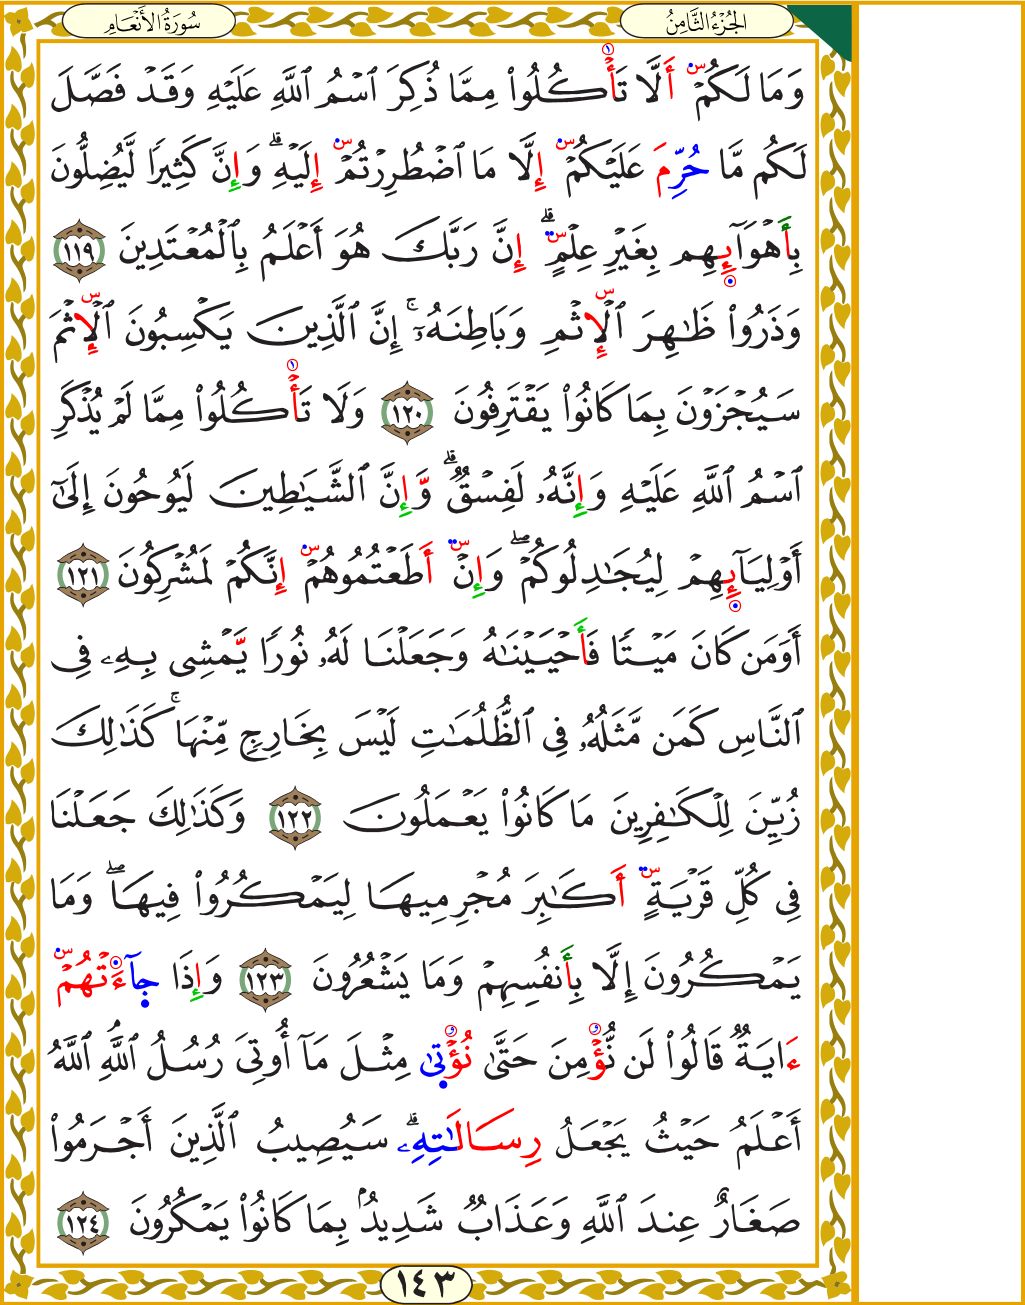 سُورَةُ الأَنْعَامِ
الجُزْءُ الثَّامِنُ
وَمَا لَكُمْ أَلَّا تَأْكُلُوا۟ مِمَّا ذُكِرَ ٱسْمُ ٱللَّهِ عَلَيْهِ وَقَدْ فَصَّلَ
لَكُم مَّا حُرِّمَ عَلَيْكُمْ إِلَّا مَا ٱضْطُرِرْتُمْ إِلَيْهِ ۗ وَإِنَّ كَثِيرًا لَّيُضِلُّونَ
بِأَهْوَآئِهِم بِغَيْرِ عِلْمٍ ۗ إِنَّ رَبَّكَ هُوَ أَعْلَمُ بِٱلْمُعْتَدِينَ ١١٩
وَذَرُوا۟ ظَٰهِرَ ٱلْإِثْمِ وَبَاطِنَهُۥٓ ۚ إِنَّ ٱلَّذِينَ يَكْسِبُونَ ٱلْإِثْمَ
سَيُجْزَوْنَ بِمَا كَانُوا۟ يَقْتَرِفُونَ ١٢٠ وَلَا تَأْكُلُوا۟ مِمَّا لَمْ يُذْكَرِ
ٱسْمُ ٱللَّهِ عَلَيْهِ وَإِنَّهُۥ لَفِسْقٌ ۗ وَّإِنَّ ٱلشَّيَٰطِينَ لَيُوحُونَ إِلَىٰٓ
أَوْلِيَآئِهِمْ لِيُجَٰدِلُوكُمْ ۖ وَإِنْ أَطَعْتُمُوهُمْ إِنَّكُمْ لَمُشْرِكُونَ ١٢١
أَوَمَن كَانَ مَيْتًا فَأَحْيَيْنَٰهُ وَجَعَلْنَا لَهُۥ نُورًا يَّمْشِى بِهِۦ فِى
ٱلنَّاسِ كَمَن مَّثَلُهُۥ فِى ٱلظُّلُمَٰتِ لَيْسَ بِخَارِجٍ مِّنْهَا ۚ كَذَٰلِكَ
زُيِّنَ لِلْكَٰفِرِينَ مَا كَانُوا۟ يَعْمَلُونَ ١٢٢ وَكَذَٰلِكَ جَعَلْنَا
فِى كُلِّ قَرْيَةٍ أَكَٰبِرَ مُجْرِمِيهَا لِيَمْكُرُوا۟ فِيهَا ۖ وَمَا
يَمْكُرُونَ إِلَّا بِأَنفُسِهِمْ وَمَا يَشْعُرُونَ ١٢٣ وَإِذَا جَآءَتْهُمْ
ءَايَةٌ قَالُوا۟ لَن نُّؤْمِنَ حَتَّىٰ نُؤْتَىٰ مِثْلَ مَآ أُوتِىَ رُسُلُ ٱللَّهِ ۘ ٱللَّهُ
أَعْلَمُ حَيْثُ يَجْعَلُ رِسَالَٰتِهِۦ ۗ سَيُصِيبُ ٱلَّذِينَ أَجْرَمُوا۟
صَغَارٌ عِندَ ٱللَّهِ وَعَذَابٌ شَدِيدٌۢ بِمَا كَانُوا۟ يَمْكُرُونَ ١٢٤
١٤٣